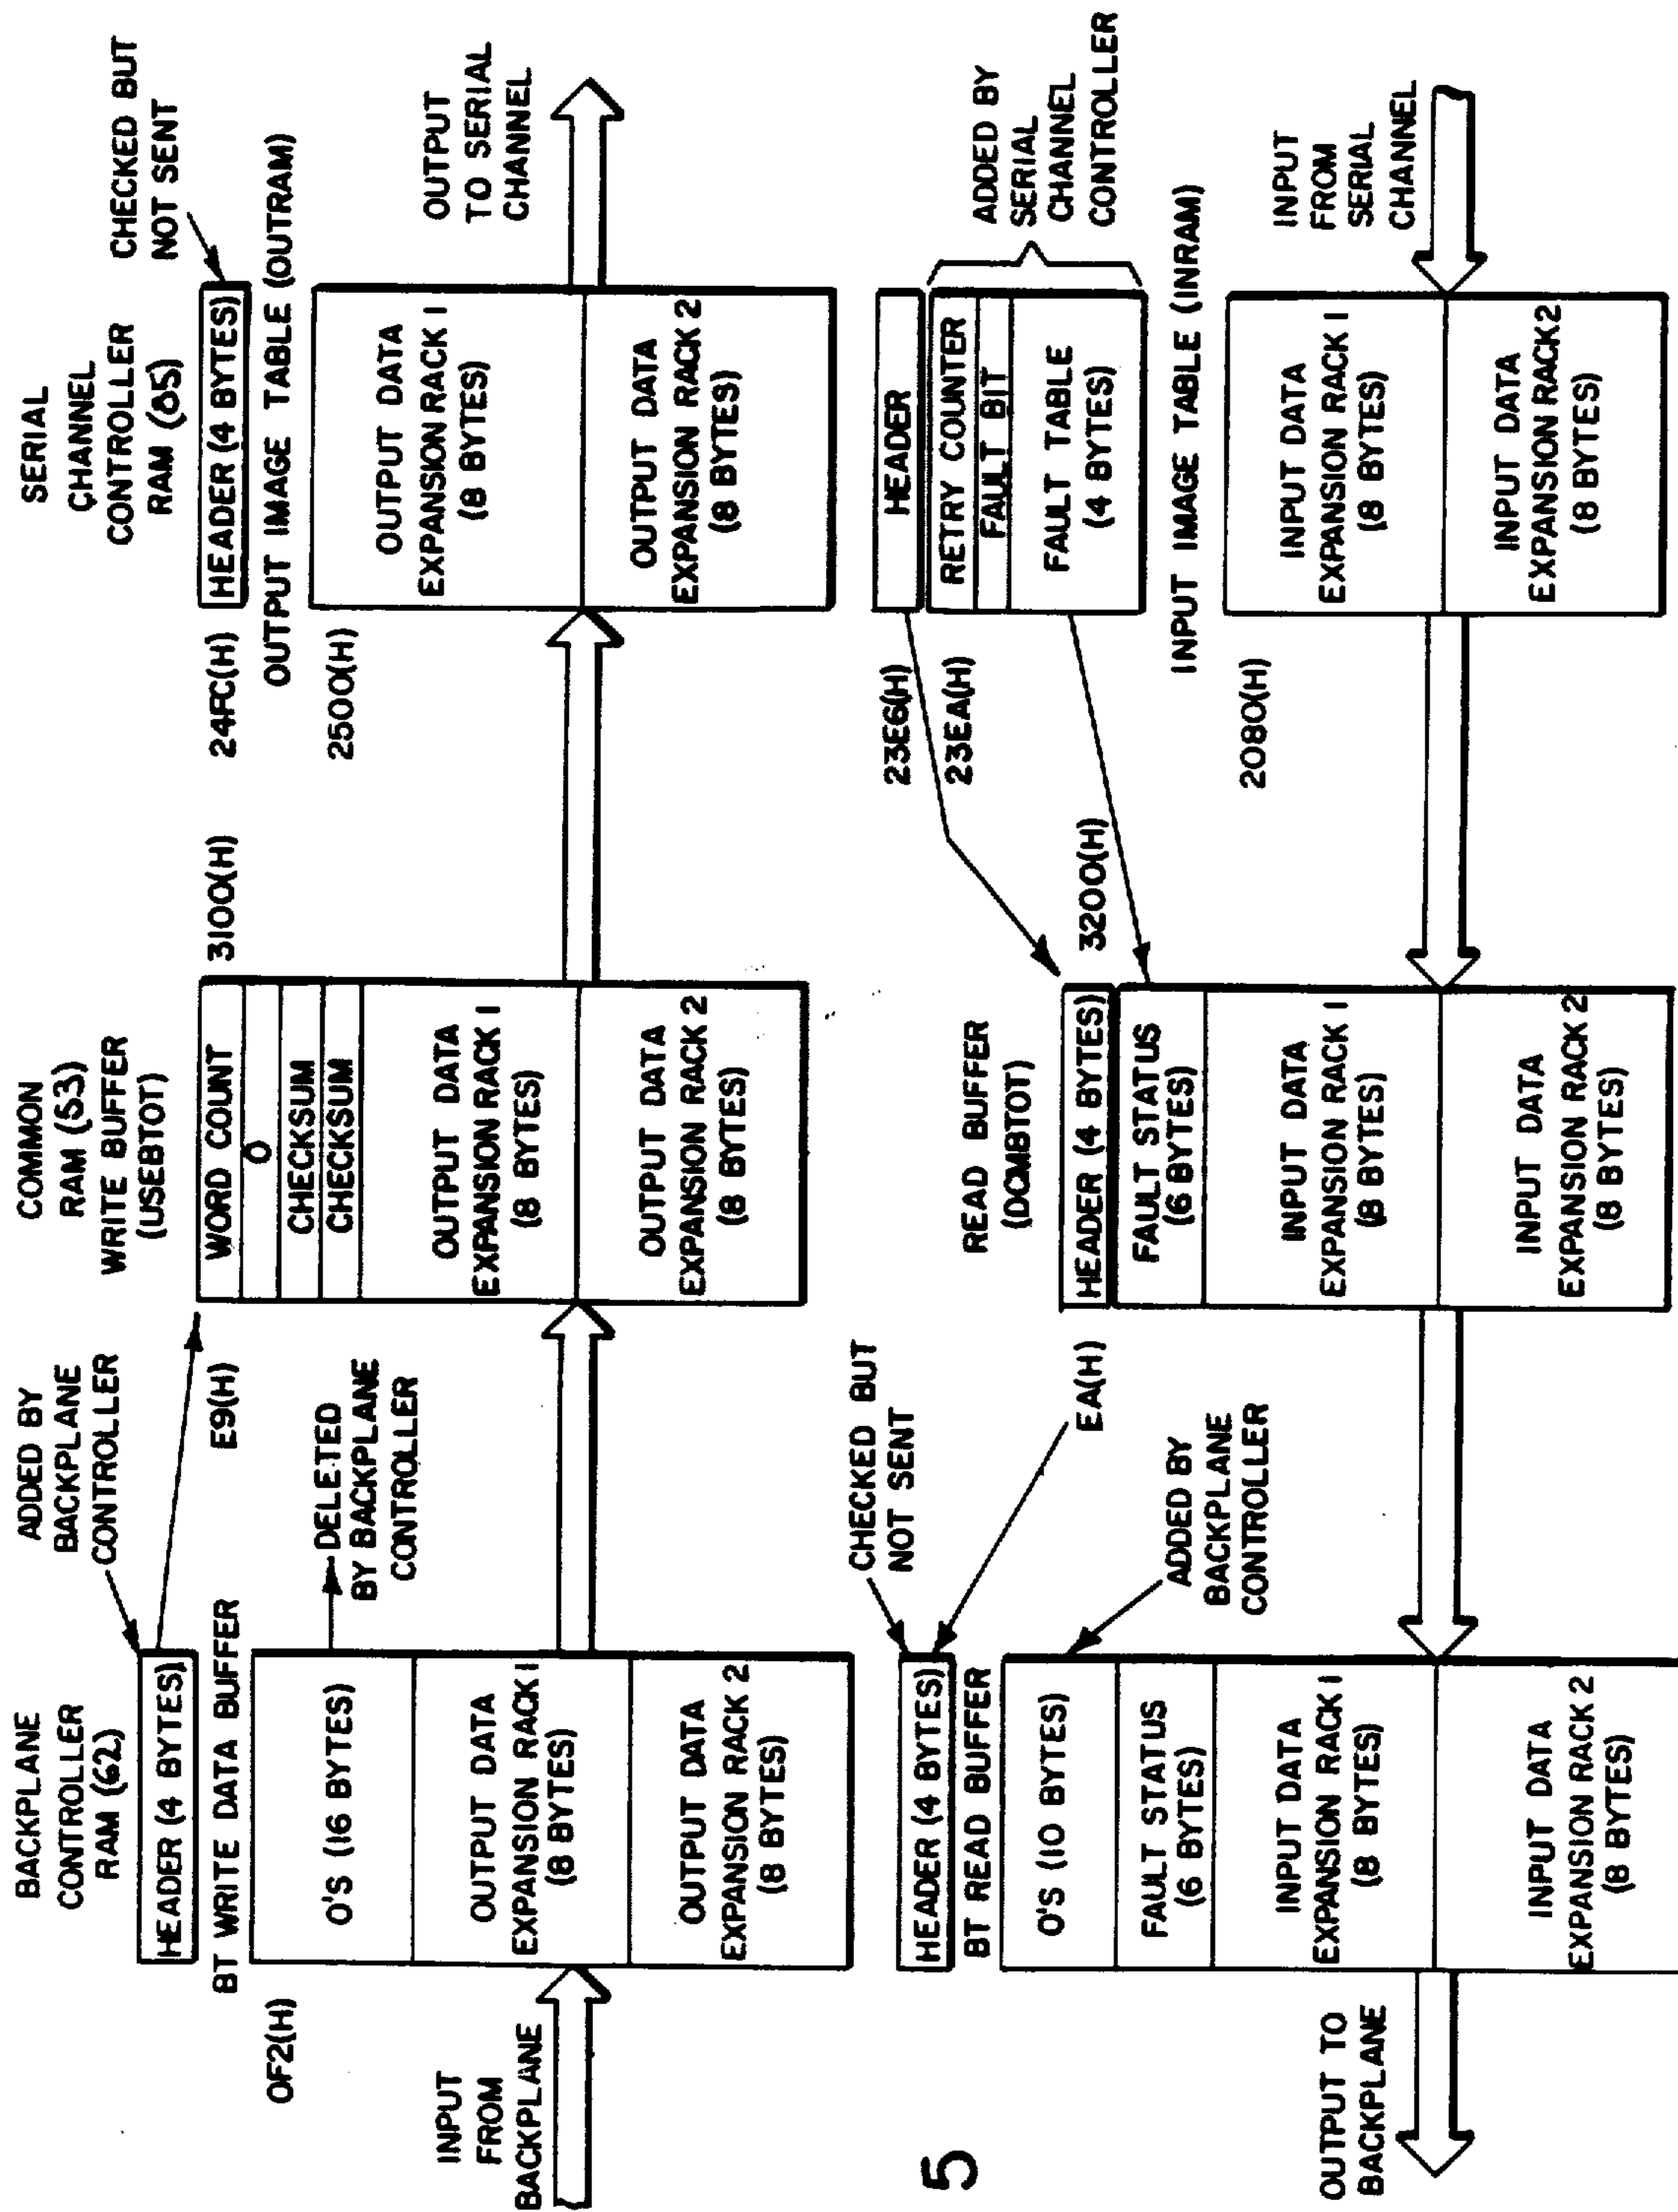 BACKPLANE
CONTROLLER
RAM (62)
ADDED BY
BACKPLANE
CONTROLLER
COMMON
RAM (53)
WRITE BUFFER
(USEBTOT)
SERIAL
CHANNEL
CONTROLLER
RAM (85)
CHECKED BUT
NOT SENT
HEADER (4 BYTES)
BT WRITE DATA BUFFER
OF2(H)
O'S (16 BYTES)
OUTPUT DATA
EXPANSION RACK 1
(8 BYTES)
OUTPUT DATA
EXPANSION RACK 2
(8 BYTES)
INPUT
FROM
BACKPLANE
E9(H)
DELETED
BY BACKPLANE
CONTROLLER
WORD COUNT
O
CHECKSUM
CHECKSUM
OUTPUT DATA
EXPANSION RACK 1
(8 BYTES)
OUTPUT DATA
EXPANSION RACK 2
(8 BYTES)
3100(H)
24FC(H)
HEADER (4 BYTES)
OUTPUT IMAGE TABLE (OUTRAM)
2500(H)
OUTPUT DATA
EXPANSION RACK 1
(8 BYTES)
OUTPUT DATA
EXPANSION RACK 2
(8 BYTES)
OUTPUT
TO SERIAL
CHANNEL
5
HEADER (4 BYTES)
BT READ BUFFER
O'S (10 BYTES)
FAULT STATUS
(6 BYTES)
INPUT DATA
EXPANSION RACK 1
(8 BYTES)
INPUT DATA
EXPANSION RACK 2
(8 BYTES)
OUTPUT TO
BACKPLANE
CHECKED BUT
NOT SENT
EA(H)
ADDED BY
BACKPLANE
CONTROLLER
READ BUFFER
(DCMBTOT)
HEADER (4 BYTES)
FAULT STATUS
(6 BYTES)
INPUT DATA
EXPANSION RACK 1
(8 BYTES)
INPUT DATA
EXPANSION RACK 2
(8 BYTES)
3200(H)
23E6(H)
23EA(H)
HEADER
RETRY COUNTER
FAULT BIT
FAULT TABLE
(4 BYTES)
ADDED BY
SERIAL
CHANNEL
CONTROLLER
INPUT IMAGE TABLE (INRAM)
2080(H)
INPUT DATA
EXPANSION RACK 1
(8 BYTES)
INPUT DATA
EXPANSION RACK 2
(8 BYTES)
INPUT
FROM
SERIAL
CHANNEL